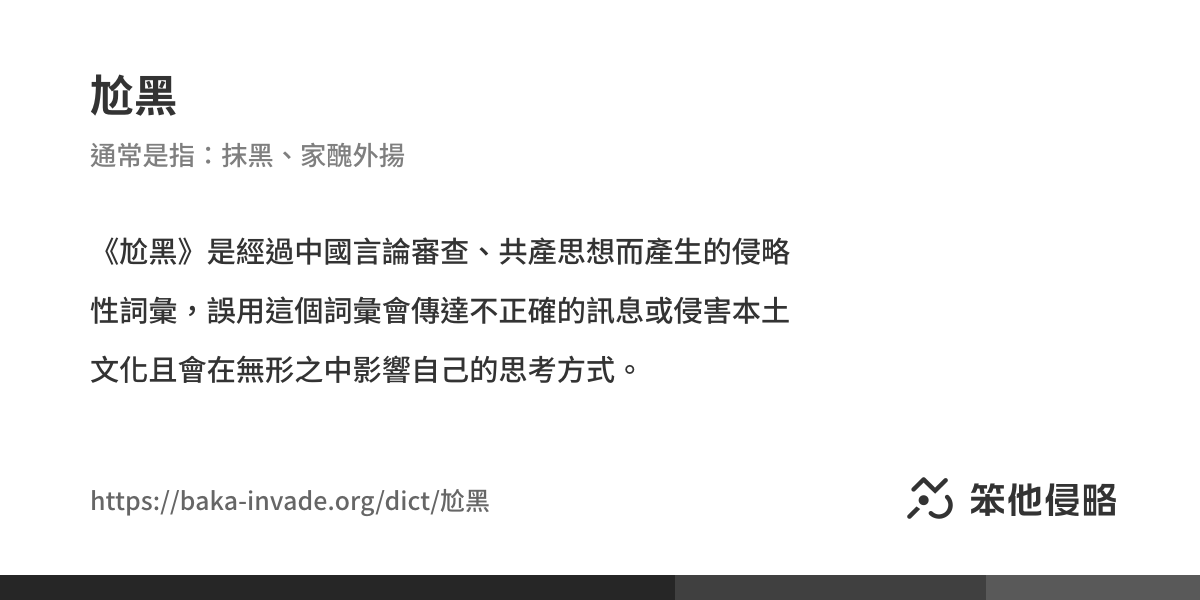 尬黑
通常是指：抹黑、家醜外揚
《尬黑》是經過中國言論審查、共產思想而產生的侵略
性詞彙，誤用這個詞彙會傳達不正確的訊息或侵害本土
文化且會在無形之中影響自己的思考方式。
https://baka-invade.org/dict/尬黑
笨他侵略